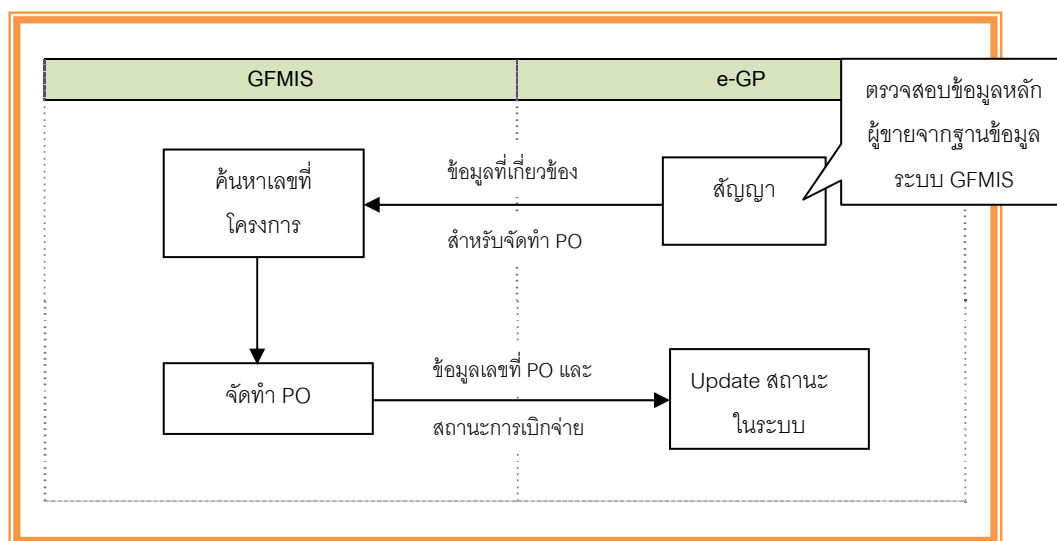 GFMIS
e-GP
ตรวจสอบข้อมูลหลัก
ผู้ขายจากฐานข้อมูล
ระบบ GFMIS
ค้นหาเลขที่
โครงการ
ข้อมูลที่เกี่ยวข้อง
สำหรับจัดทำ PO
สัญญา
จัดทำ PO
ข้อมูลเลขที่ PO และ
สถานะการเบิกจ่าย
Update สถานะ
ในระบบ